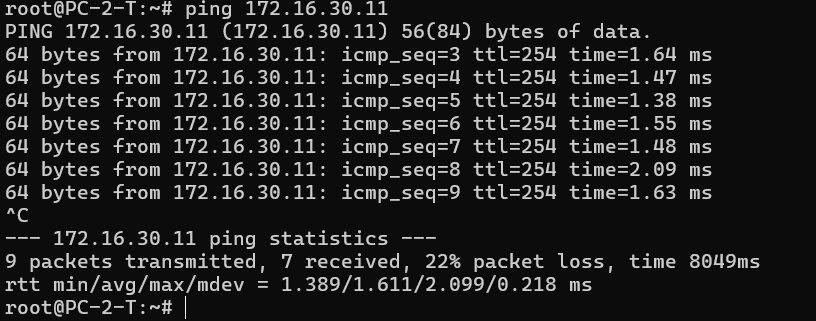 root@PC-2-T:~# ping 172.16.30.11
PING 172.16.30.11 (172.16.30.11) 56(84) bytes of data.
64 bytes from 172.16.30.11: icmp_seq=3 ttl=254 time=1.64 ms
64 bytes from 172.16.30.11: icmp_seq=4 ttl=254 time=1.47 ms
64 bytes from 172.16.30.11: icmp_seq=5 ttl=254 time=1.38 ms
64 bytes from 172.16.30.11: icmp_seq=6 ttl=254 time=1.55 ms
64 bytes from 172.16.30.11: icmp_seq=7 ttl=254 time=1.48 ms
64 bytes from 172.16.30.11: icmp_seq=8 ttl=254 time=2.09 ms
64 bytes from 172.16.30.11: icmp_seq=9 ttl=254 time=1.63 ms
^C
--- 172.16.30.11 ping statistics ---
9 packets transmitted, 7 received, 22% packet loss, time 8049ms
rtt min/avg/max/mdev = 1.389/1.611/2.099/0.218 ms
root@PC-2-T:~#